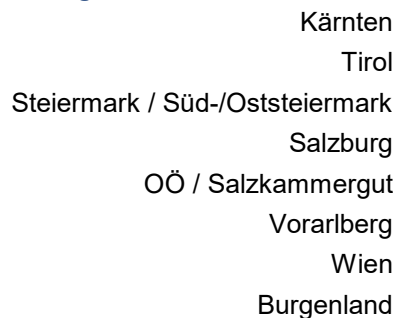 Kärnten
Tirol
Steiermark / Süd-/Oststeiermark
Salzburg
OÖ / Salzkammergut
Vorarlberg
Wien
Burgenland